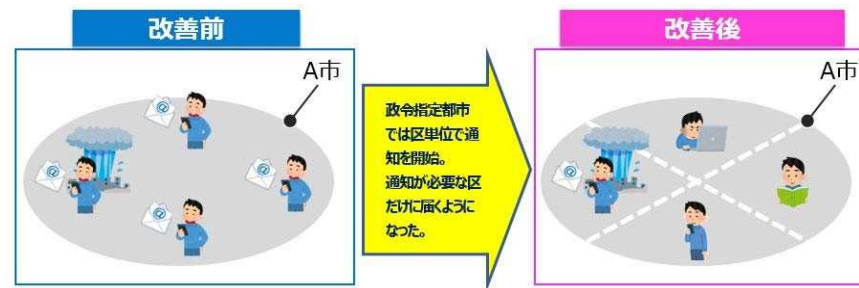 改善前
A市
@
@
@
@
政令指定都市
では区単位で通
知を開始。
通知が必要な区
だけに届くように
なった。
改善後
A市
@